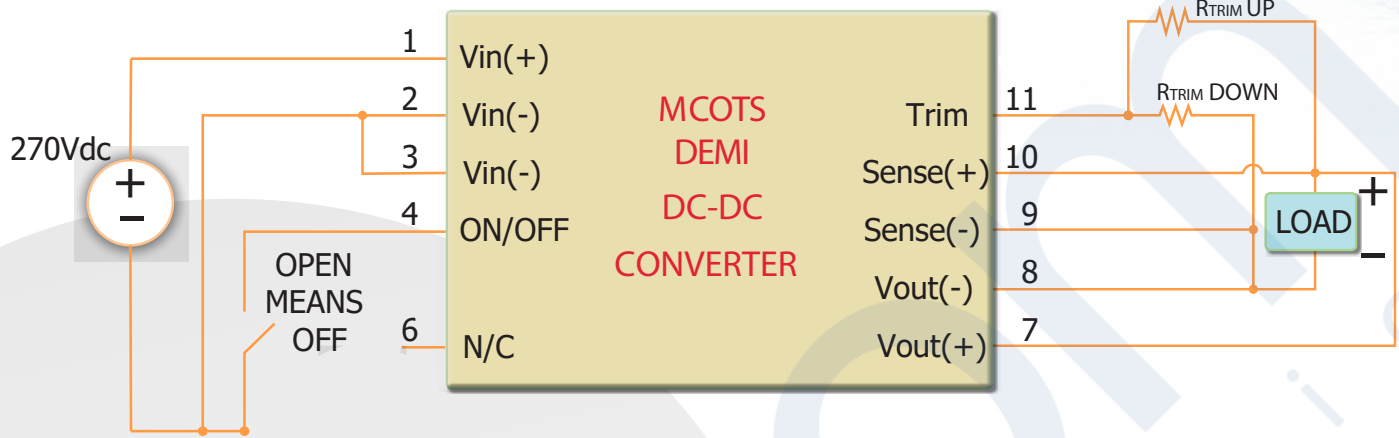 RTRIM UP
1
Vin(+)
2
Vin(-)
3
Vin(-)
4
ON/OFF
6
N/C
270Vdc
+
−
OPEN
MEANS
OFF
MCOTS
DEMI
DC-DC
CONVERTER
RTRIM DOWN
Trim
11
Sense(+)
10
Sense(-)
9
Vout(-)
8
Vout(+)
7
LOAD
+
−